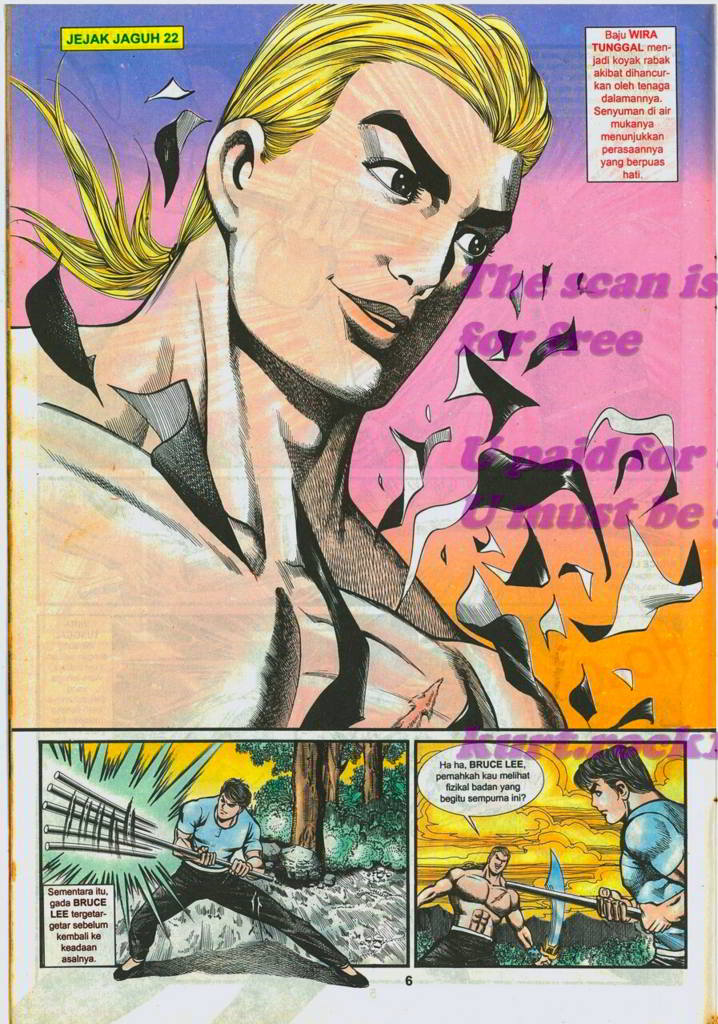 JEJAK JAGUH 22
Baju WIRA
TUNGGAL men-
jadi koyak rabak
akibat dihancur-
kan oleh tenaga
dalamannya.
Senyuman di air
mukanya
menunjukkan
perasaannya
yang berpuas
hati.
The scan is
for free
U paid for
U must be
Sementara itu,
gada BRUCE
LEE tergetar-
getar sebelum
kembali ke
keadaan
asalnya.
Ha ha, BRUCE LEE,
pernahkah kau melihat
fizikal badan yang
begitu sempurna ini?
6